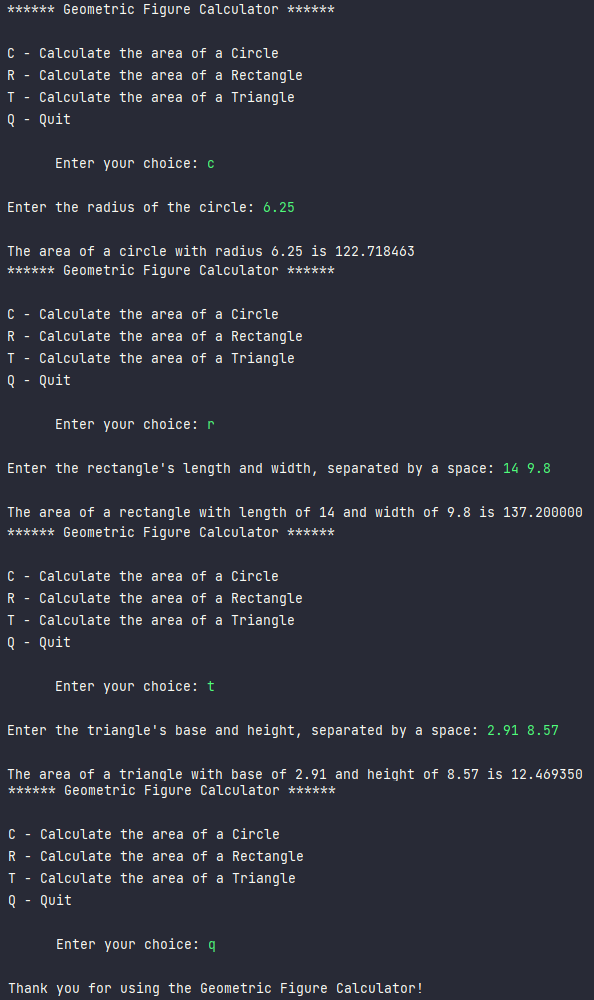 ****** Geometric Figure Calculator ******
C - Calculate the area of a Circle
R - Calculate the area of a Rectangle
T - Calculate the area of a Triangle
Q - Quit
Enter your choice: c
Enter the radius of the circle: 6.25
The area of a circle with radius 6.25 is 122.718463
****** Geometric Figure Calculator ******
C - Calculate the area of a Circle
R - Calculate the area of a Rectangle
T - Calculate the area of a Triangle
Q - Quit
Enter your choice: r
Enter the rectangle's length and width, separated by a space: 14 9.8
The area of a rectangle with length of 14 and width of 9.8 is 137.200000
****** Geometric Figure Calculator ******
C - Calculate the area of a Circle
R - Calculate the area of a Rectangle
T - Calculate the area of a Triangle
Q - Quit
Enter your choice: t
Enter the triangle's base and height, separated by a space: 2.91 8.57
The area of a triangle with base of 2.91 and height of 8.57 is 12.469350
****** Geometric Figure Calculator ******
C - Calculate the area of a Circle
R - Calculate the area of a Rectangle
T - Calculate the area of a Triangle
Q - Quit
Enter your choice: q
Thank you for using the Geometric Figure Calculator!